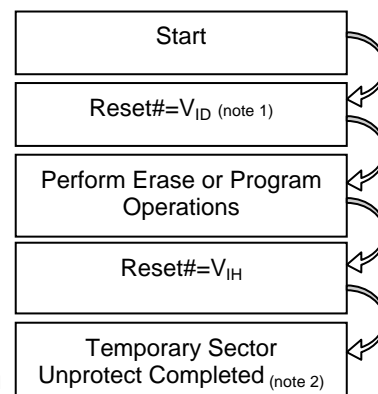 Start
Reset#=VID (note 1)
Perform Erase or Program
Operations
Reset#=VIH
Temporary Sector
Unprotect Completed (note 2)